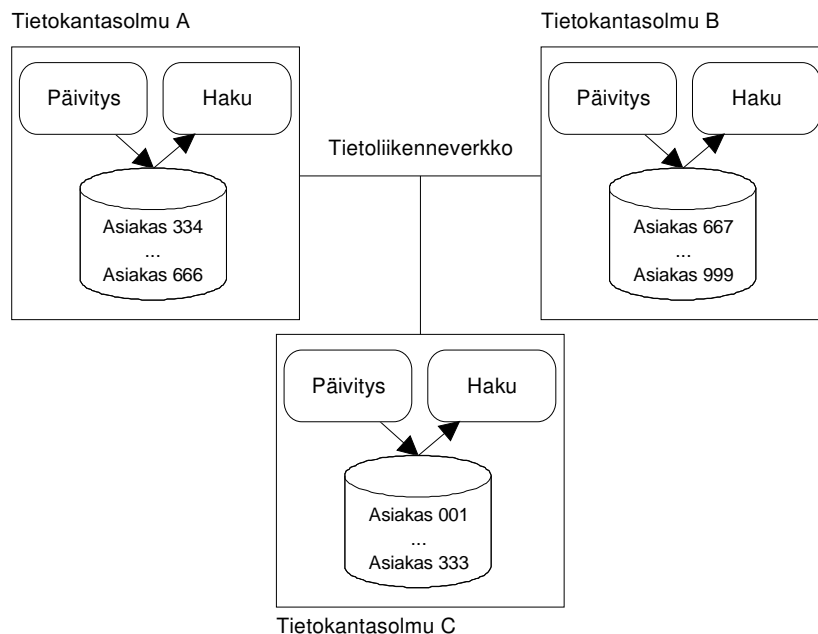 Tietokantasolmu A
Päivitys
Haku
Asiakas 334
...
Asiakas 666
Tietoliikenneverkko
Tietokantasolmu B
Päivitys
Haku
Asiakas 667
...
Asiakas 999
Päivitys
Haku
Asiakas 001
...
Asiakas 333
Tietokantasolmu C